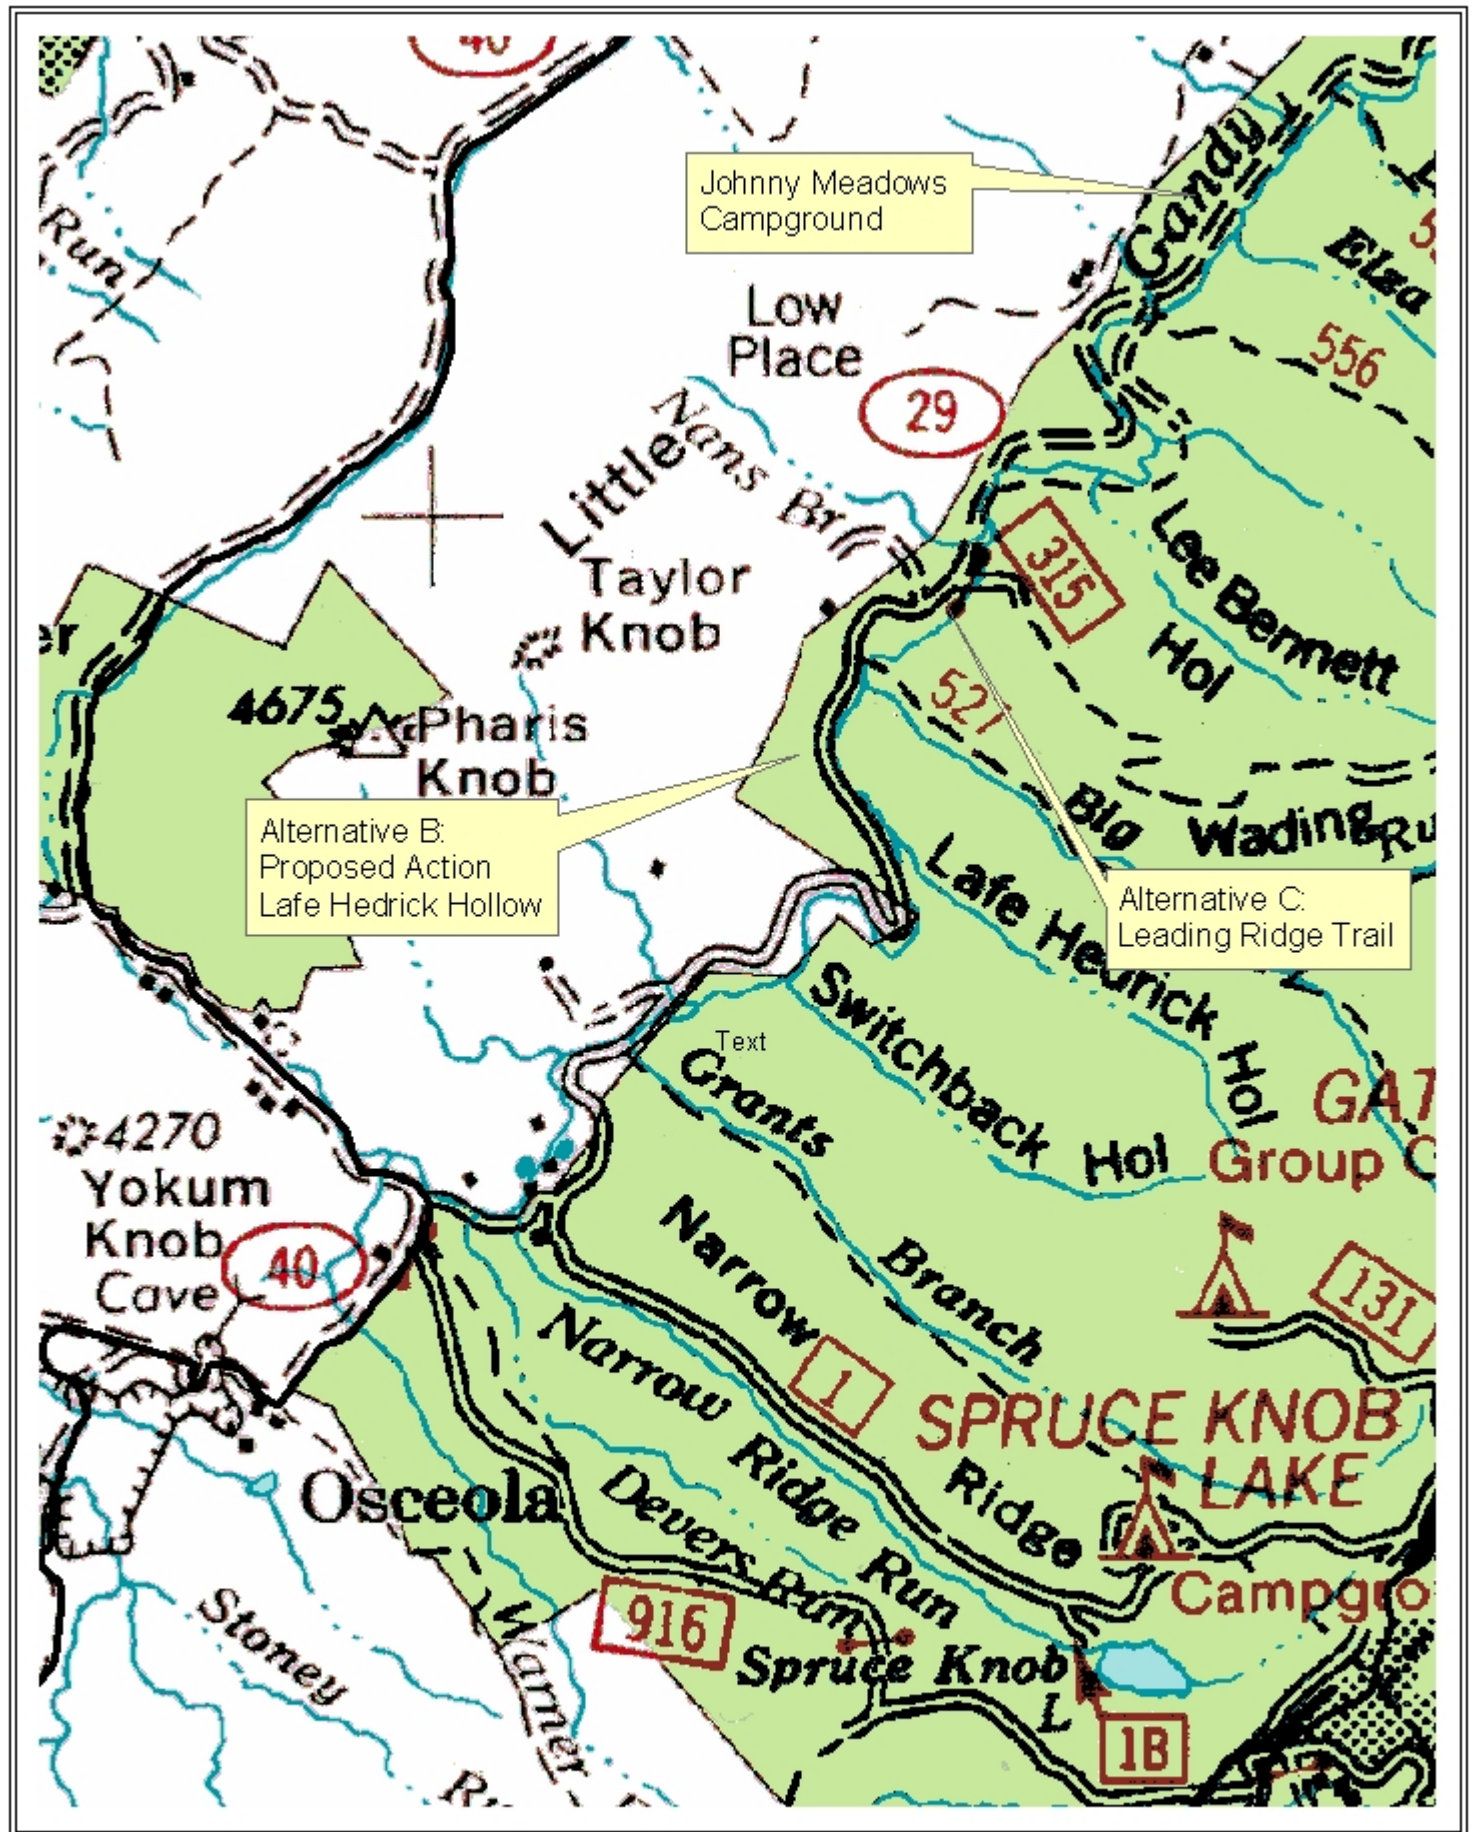 40
Johnny Meadows
Campground
Gandy
Run
Elza
Low
Place
556
29
Nans Br
Little
315
Lee Bennett
Hol
Taylor
Knob
er
521
4675
Pharis
Knob
Big
Wading Ru
Alternative B:
Proposed Action
Lafe Hedrick Hollow
Alternative C:
Leading Ridge Trail
Lafe Hedrick Hol
Switchback Hol
Text
Grants
Branch
GAT
Group C
4270
Yokum
Knob
Cave
40
Narrow
Ridge
131
Narrow
Ridge
Run
1
SPRUCE KNOB
LAKE
Osceola
Devers Run
Campgro
916
Stoney
Warner
Spruce Knob
L
1B